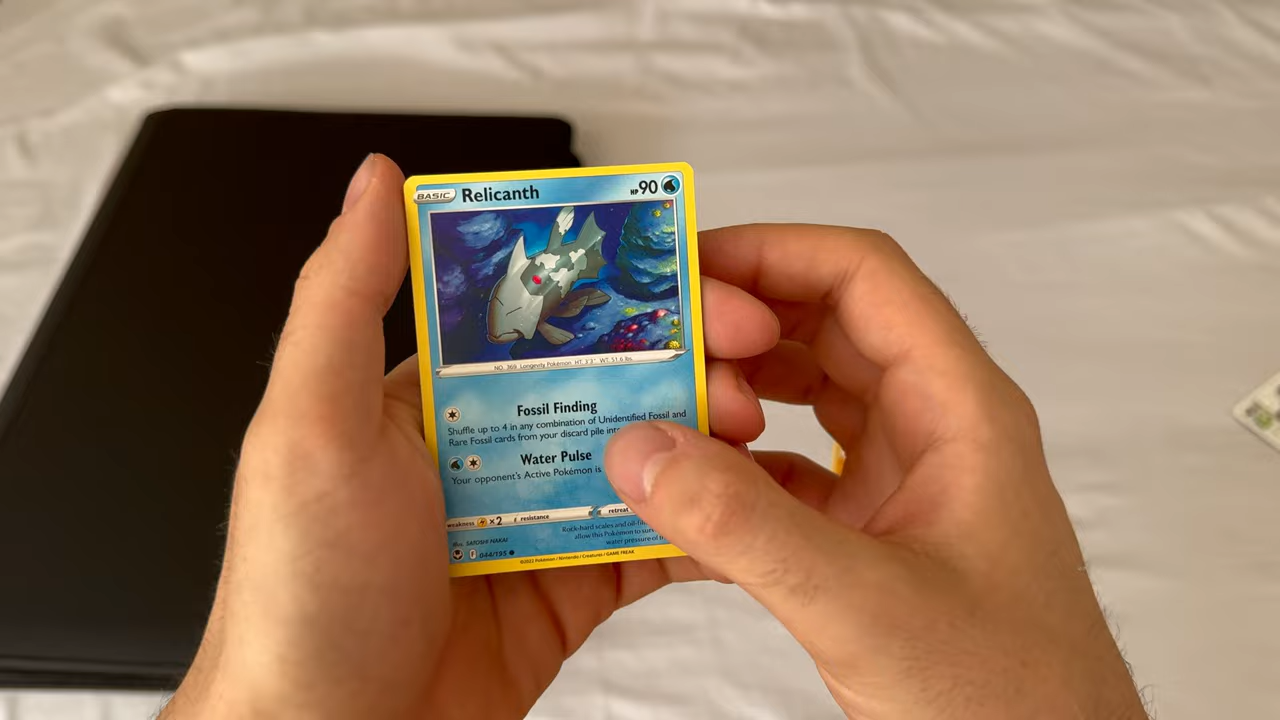 BASIC Relicanth HP 90
NO. 369 Longevity Pokémon HT. 3'3" WT. 51.6 lbs.
Fossil Finding
Shuffle up to 4 in any combination of Unidentified Fossil and
Rare Fossil cards from your discard pile
Water Pulse
Your opponent's Active Pokémon is
weakness ×2 resistance retreat
Rock-hard scales and
allow this Pokémon to
water pressure of
Illus. SATOSHI NAKAI
044/195
©2022 Pokémon / Nintendo / Creatures / GAME FREAK